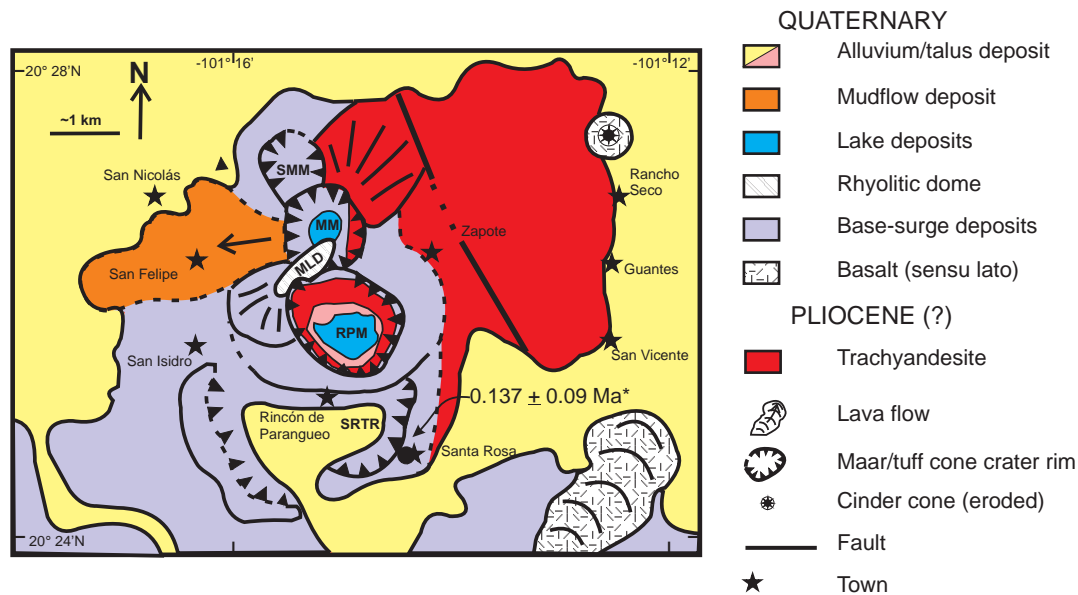 QUATERNARY
Alluvium/talus deposit
Mudflow deposit
Lake deposits
Rhyolitic dome
Base-surge deposits
Basalt (sensu lato)
PLIOCENE (?)
Trachyandesite
Lava flow
Maar/tuff cone crater rim
Cinder cone (eroded)
Fault
Town
20° 28'N
-101° 16'
-101° 12'
N
~1 km
SMM
San Nicolás
Rancho
Seco
MM
Zapote
San Felipe
MLD
Guantes
RPM
San Isidro
San Vicente
0.137 ± 0.09 Ma*
Rincón de
Parangueo
SRTR
Santa Rosa
20° 24'N